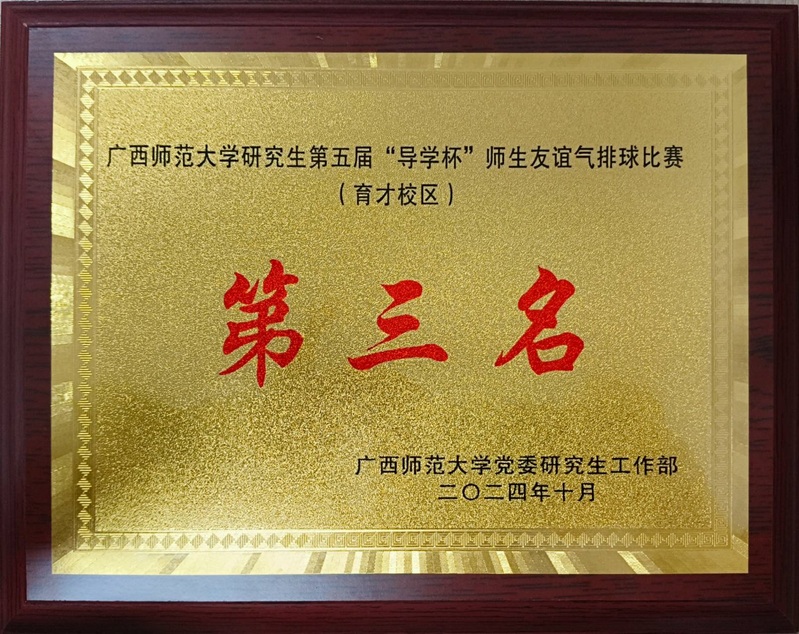 广西师范大学研究生第五届“导学杯”师生友谊气排球比赛
（育才校区）
第三名
广西师范大学党委研究生工作部
二〇二四年十月